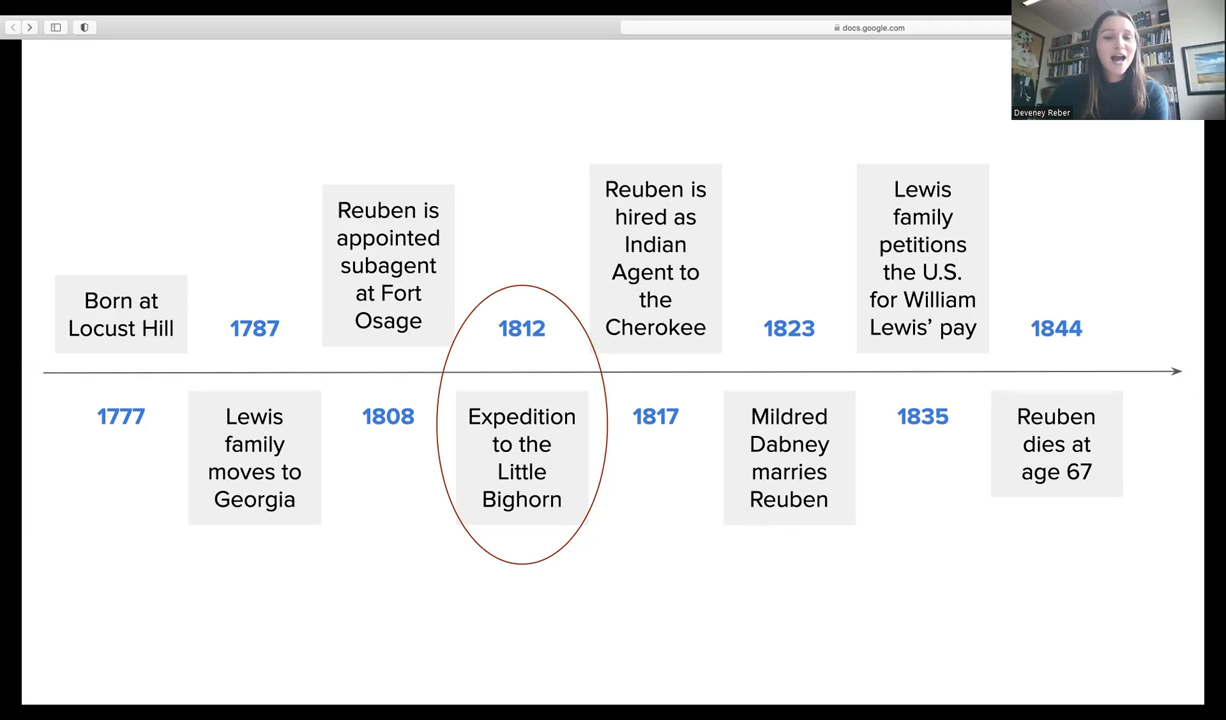 docs.google.com
Deveney Reber
Born at
Locust Hill
1777
1787
Lewis
family
moves to
Georgia
Reuben is
appointed
subagent
at Fort
Osage
1808
1812
Expedition
to the
Little
Bighorn
Reuben is
hired as
Indian
Agent to
the
Cherokee
1817
1823
Mildred
Dabney
marries
Reuben
Lewis
family
petitions
the U.S.
for William
Lewis’ pay
1835
1844
Reuben
dies at
age 67